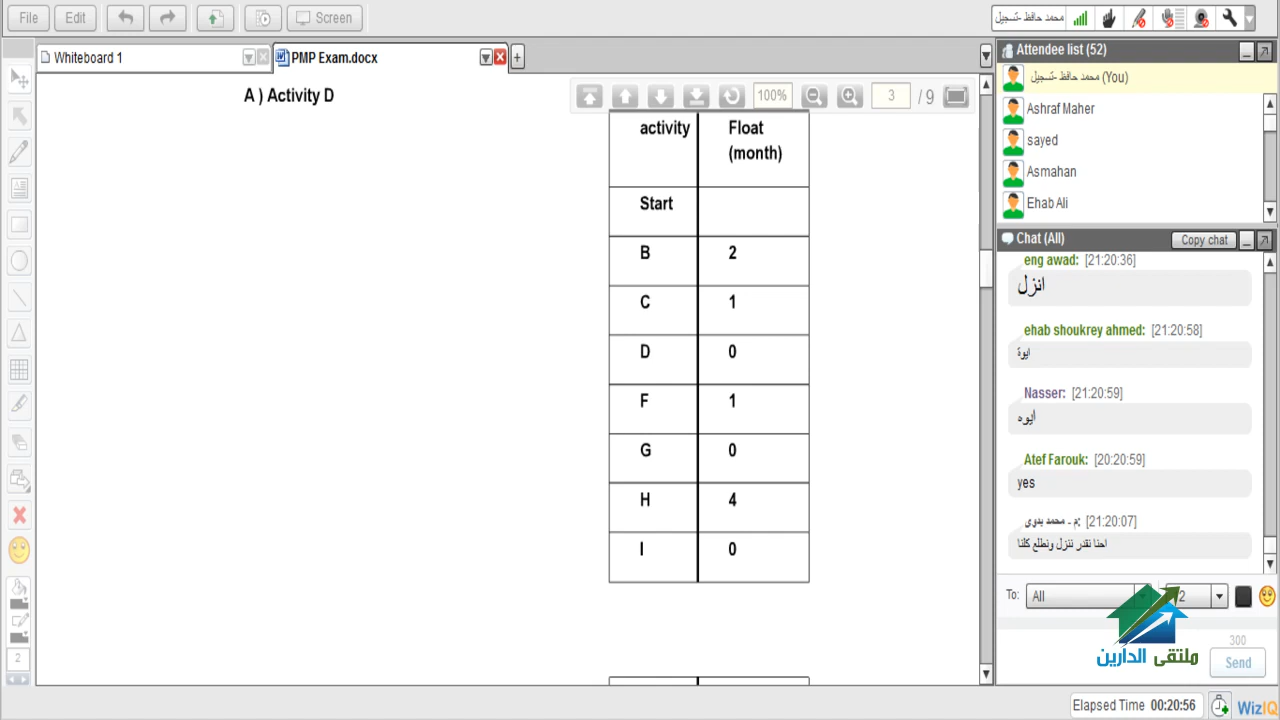 File
Edit
Screen
محمد حافظ -تسجيل
Whiteboard 1
PMP Exam.docx
+
100%
3
/ 9
A ) Activity D
activity
Float
(month)
Start
B
2
C
1
D
0
F
1
G
0
H
4
I
0
2
Attendee list (52)
محمد حافظ -تسجيل (You)
Ashraf Maher
sayed
Asmahan
Ehab Ali
Chat (All)
Copy chat
eng awad: [21:20:36]
انزل
ehab shoukrey ahmed: [21:20:58]
ايوة
Nasser: [21:20:59]
ايوه
Atef Farouk: [20:20:59]
yes
م - محمد بدوى: [21:20:07]
احنا نقدر ننزل ونطلع كلنا
To:
All
2
ملتقى الدارين
300
Send
Elapsed Time 00:20:56
WizIQ